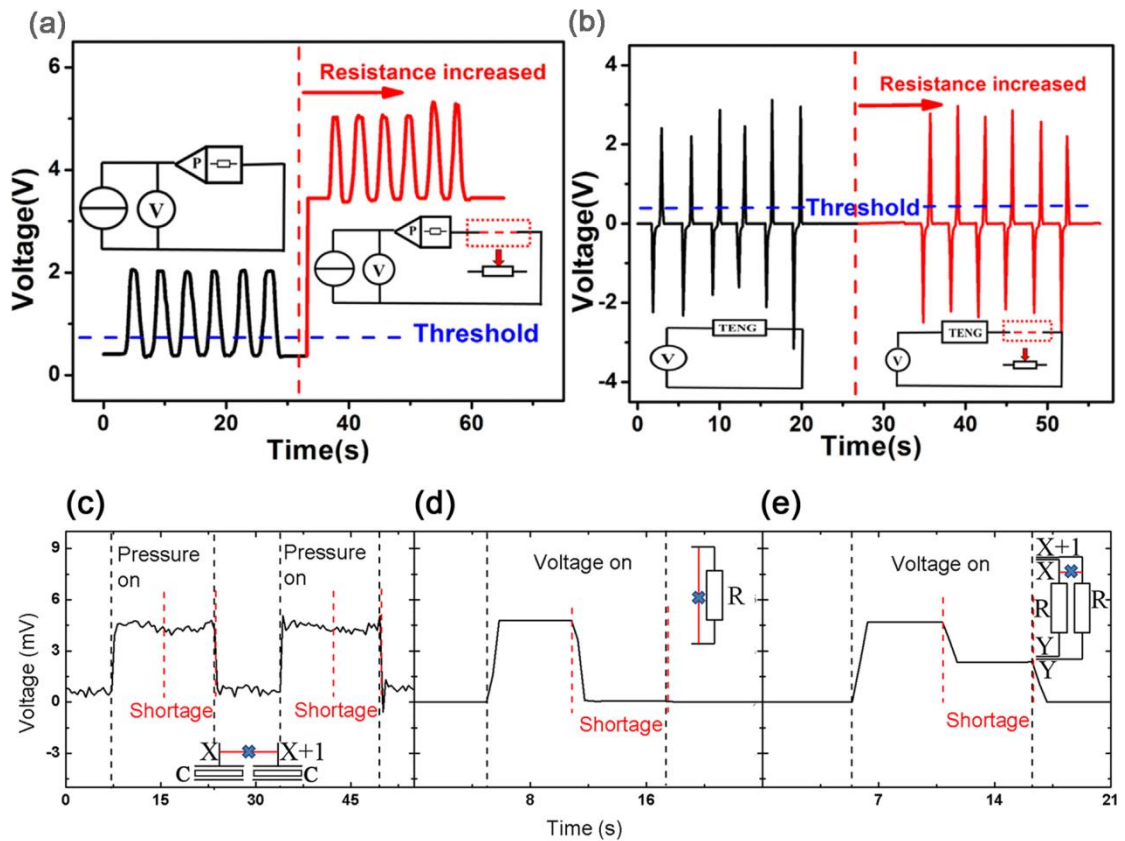 (a)
6
4
2
0
Voltage(V)
Resistance increased
P
V
P
V
Threshold
0
20
40
60
Time(s)
(b)
4
2
0
-2
-4
Voltage(V)
Resistance increased
Threshold
TENG
V
TENG
V
0
10
20
30
40
50
Time(s)
(c)
9
6
3
0
-3
Voltage (mV)
Pressure on
Pressure on
Shortage
Shortage
X
X+1
C
C
0
15
30
45
(d)
Voltage on
R
Shortage
8
16
(e)
Voltage on
X+1
X
R
R
Y
Y
Shortage
7
14
21
Time (s)